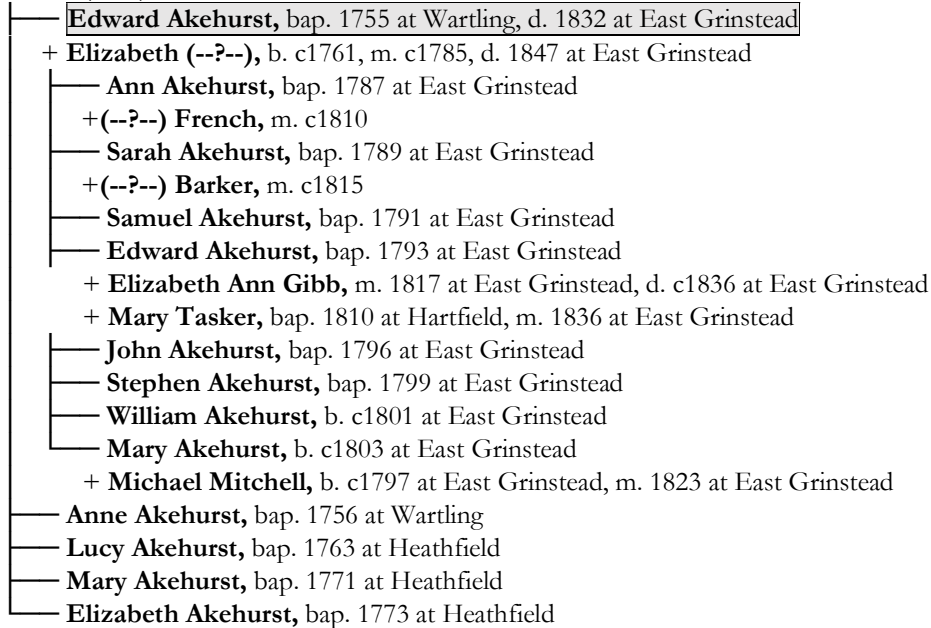 Edward Akehurst, bap. 1755 at Wartling, d. 1832 at East Grinstead
+ Elizabeth (--?--), b. c1761, m. c1785, d. 1847 at East Grinstead
Ann Akehurst, bap. 1787 at East Grinstead
+(--?--) French, m. c1810
Sarah Akehurst, bap. 1789 at East Grinstead
+(--?--) Barker, m. c1815
Samuel Akehurst, bap. 1791 at East Grinstead
Edward Akehurst, bap. 1793 at East Grinstead
+ Elizabeth Ann Gibb, m. 1817 at East Grinstead, d. c1836 at East Grinstead
+ Mary Tasker, bap. 1810 at Hartfield, m. 1836 at East Grinstead
John Akehurst, bap. 1796 at East Grinstead
Stephen Akehurst, bap. 1799 at East Grinstead
William Akehurst, b. c1801 at East Grinstead
Mary Akehurst, b. c1803 at East Grinstead
+ Michael Mitchell, b. c1797 at East Grinstead, m. 1823 at East Grinstead
Anne Akehurst, bap. 1756 at Wartling
Lucy Akehurst, bap. 1763 at Heathfield
Mary Akehurst, bap. 1771 at Heathfield
Elizabeth Akehurst, bap. 1773 at Heathfield